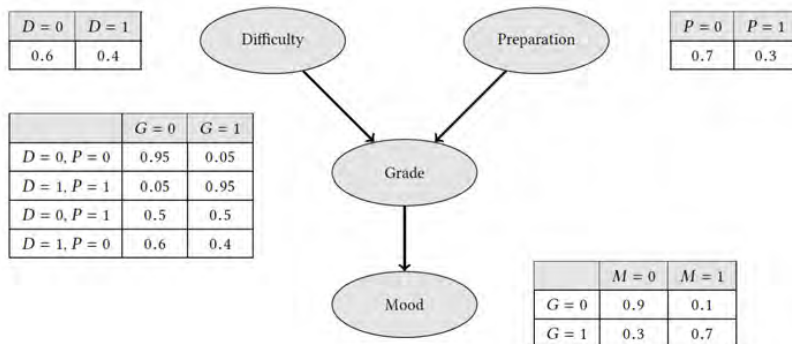 D = 0 D = 1
0.6 0.4
Difficulty
Preparation
P = 0 P = 1
0.7 0.3
G = 0 G = 1
D = 0, P = 0 0.95 0.05
D = 1, P = 1 0.05 0.95
D = 0, P = 1 0.5 0.5
D = 1, P = 0 0.6 0.4
Grade
Mood
M = 0 M = 1
G = 0 0.9 0.1
G = 1 0.3 0.7